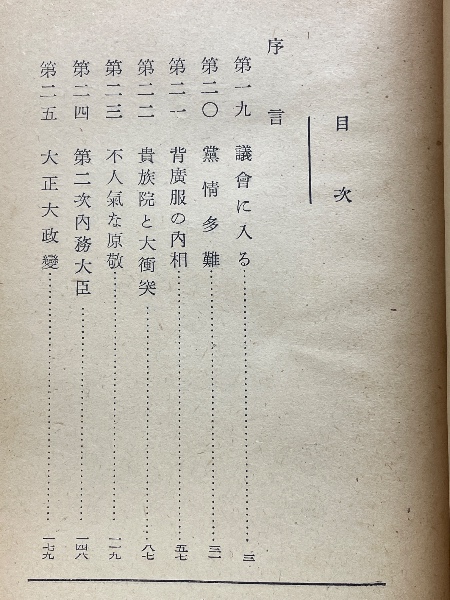 目次
序言
第一九 議會に入る……三
第二〇 黨情多難……三一
第二一 背廣服の内相……五七
第二二 貴族院と大衝突……八七
第二三 不人氣な原敬……一一九
第二四 第二次内務大臣……一四八
第二五 大正大政變……一七九